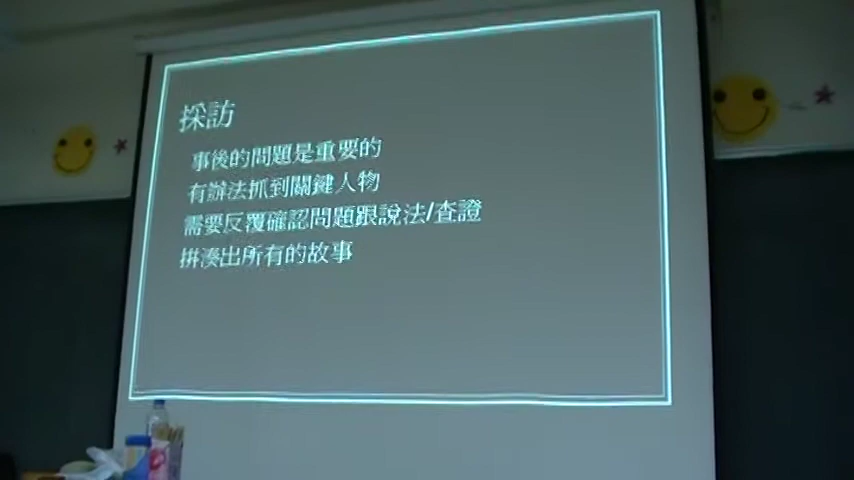 採訪
事後的問題是重要的
有辦法抓到關鍵人物
需要反覆確認問題跟說法/查證
拼湊出所有的故事